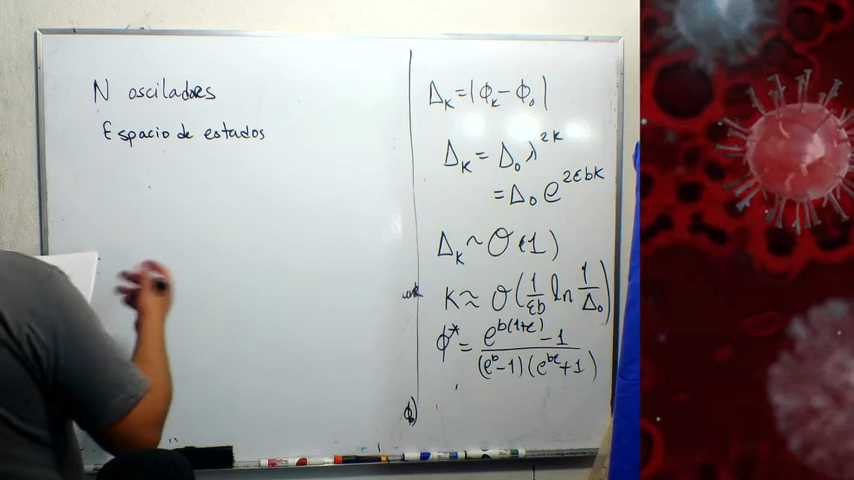 N osciladores
Espacio de estados
Δ_K = |ϕ_K − ϕ_0|
Δ_K = Δ_0 λ^{2K}
= Δ_0 e^{2εbK}
Δ_K ~ O(1)
K ≈ O(1/εb ln 1/Δ_0)
ϕ* = (e^{b(1+ε)} − 1) / ((e^b − 1)(e^{bε} + 1))